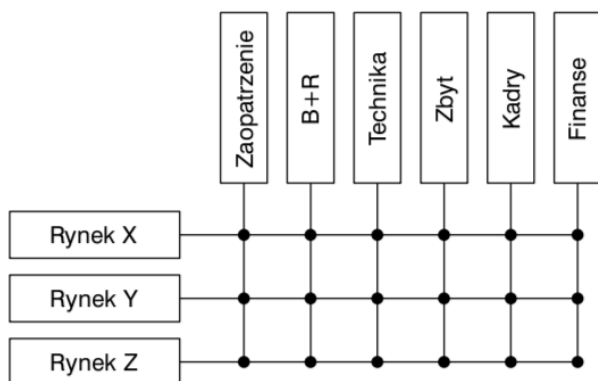 Zaopatrzenie
B+R
Technika
Zbyt
Kadry
Finanse
Rynek X
Rynek Y
Rynek Z